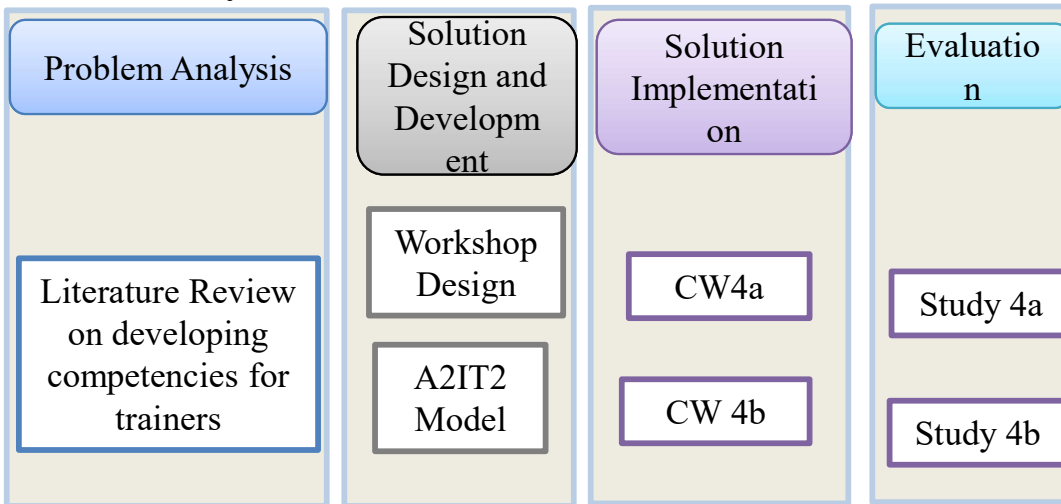 Problem Analysis
Literature Review
on developing
competencies for
trainers
Solution
Design and
Developm
ent
Workshop
Design
A2IT2
Model
Solution
Implementati
on
CW4a
CW 4b
Evaluatio
n
Study 4a
Study 4b